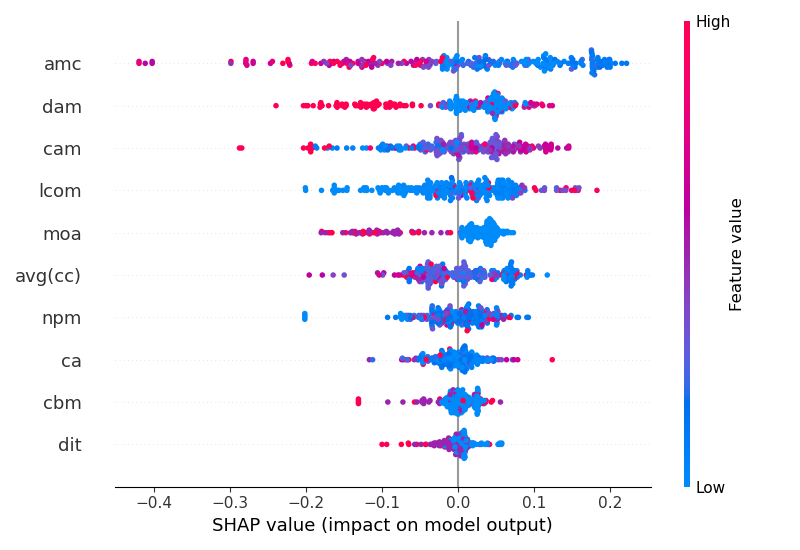 High
amc
dam
cam
lcom
moa
avg(cc)
npm
ca
cbm
dit
Feature value
Low
−0.4 −0.3 −0.2 −0.1 0.0 0.1 0.2
SHAP value (impact on model output)